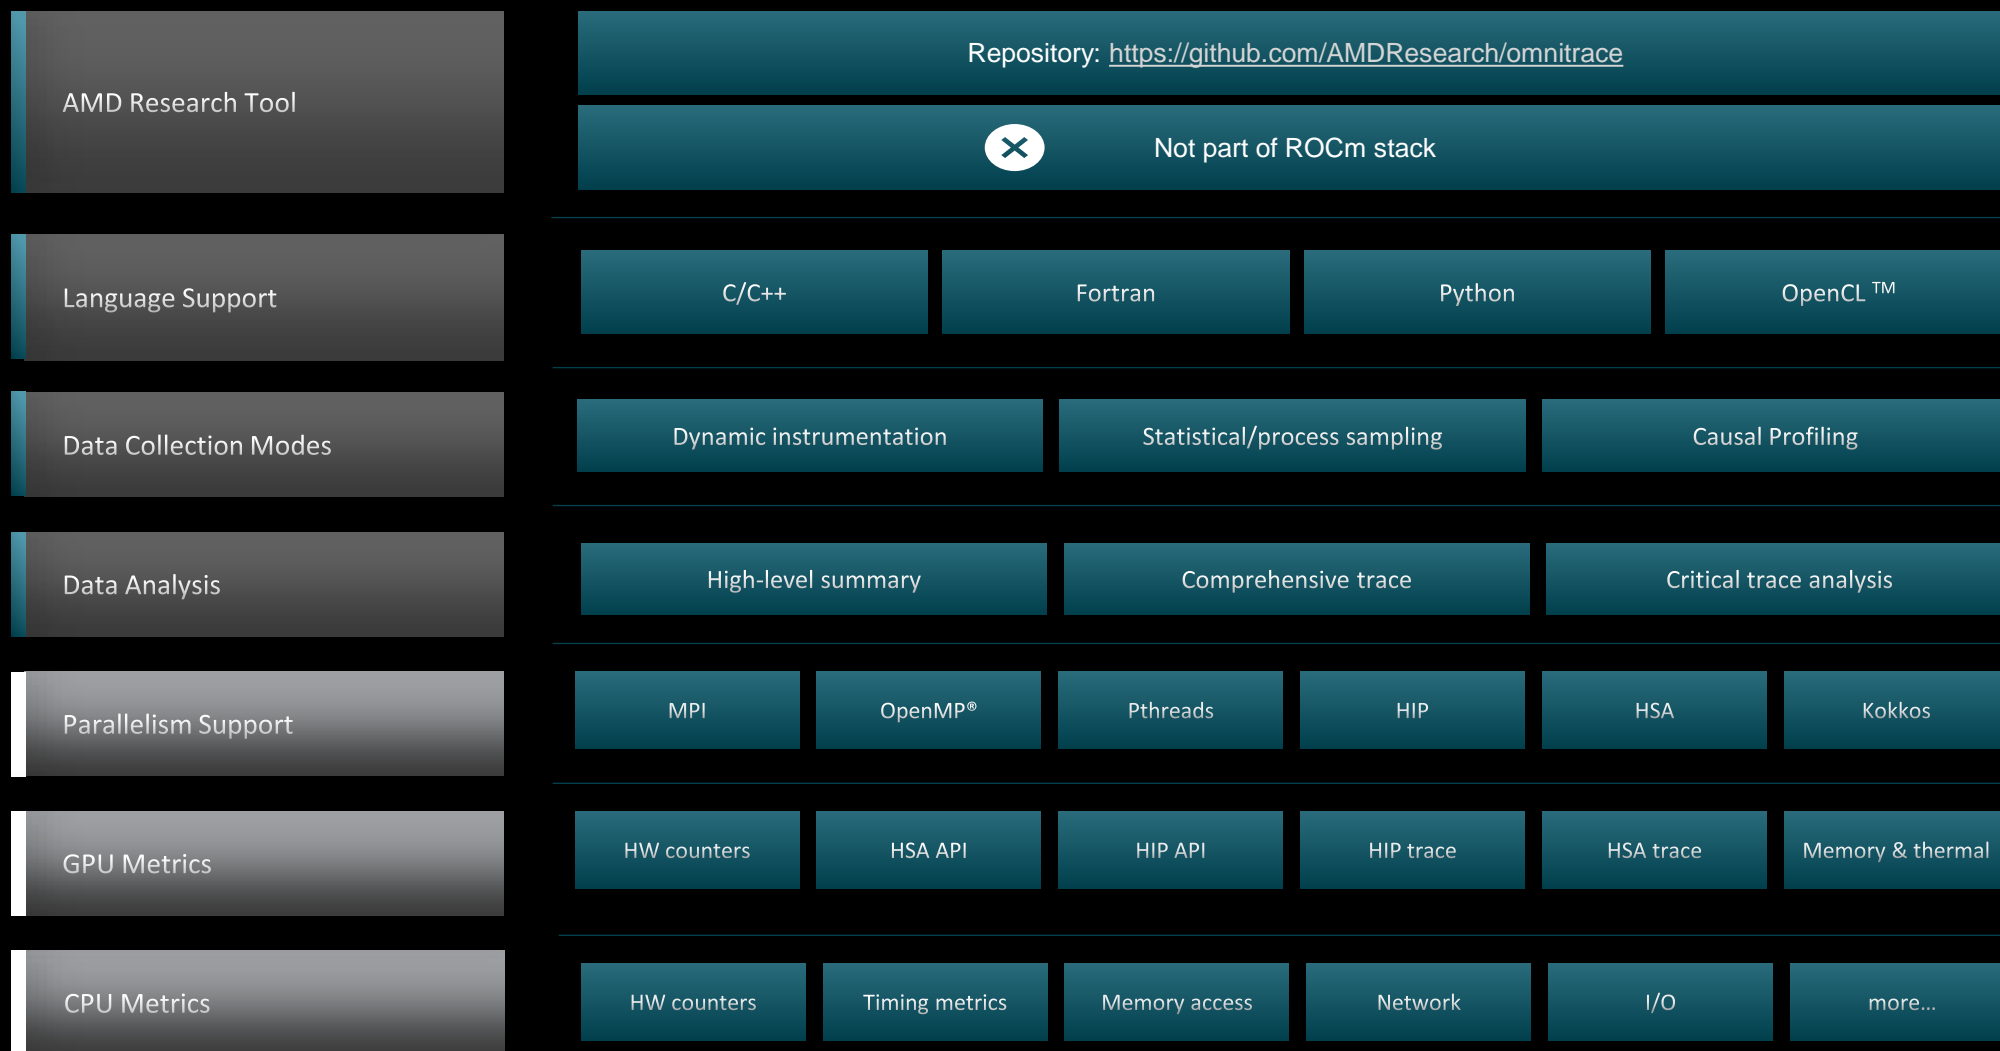 AMD Research Tool
Repository: https://github.com/AMDResearch/omnitrace
Not part of ROCm stack
Language Support
C/C++
Fortran
Python
OpenCL ™
Data Collection Modes
Dynamic instrumentation
Statistical/process sampling
Causal Profiling
Data Analysis
High-level summary
Comprehensive trace
Critical trace analysis
Parallelism Support
MPI
OpenMP®
Pthreads
HIP
HSA
Kokkos
GPU Metrics
HW counters
HSA API
HIP API
HIP trace
HSA trace
Memory & thermal
CPU Metrics
HW counters
Timing metrics
Memory access
Network
I/O
more...